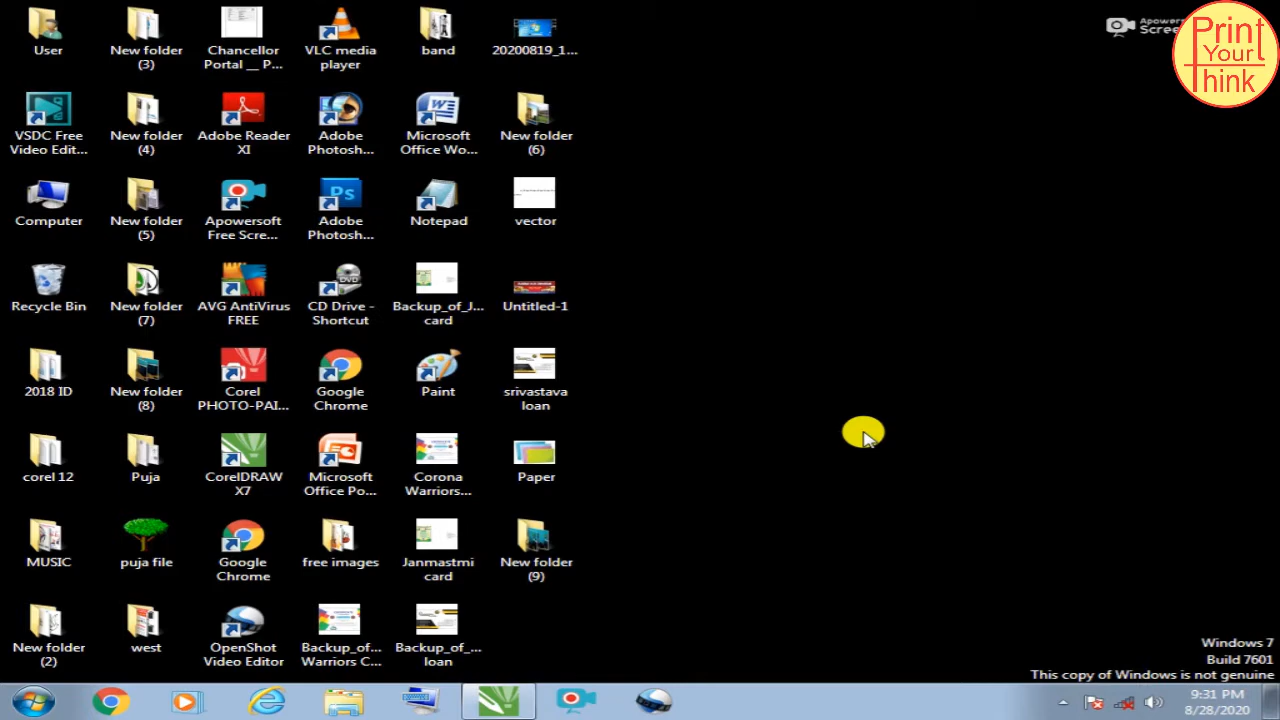 User
New folder
(3)
Chancellor
Portal __ P...
VLC media
player
band
20200819_1...
Apowers
Scree
Print
Your
Think
VSDC Free
Video Edit...
New folder
(4)
Adobe Reader
XI
Adobe
Photosh...
Microsoft
Office Wo...
New folder
(6)
Computer
New folder
(5)
Apowersoft
Free Scre...
Ps
Adobe
Photosh...
Notepad
vector
Recycle Bin
New folder
(7)
AVG AntiVirus
FREE
DVD
CD Drive -
Shortcut
Backup_of_J...
card
Untitled-1
2018 ID
New folder
(8)
Corel
PHOTO-PAI...
Google
Chrome
Paint
srivastava
loan
corel 12
Puja
CorelDRAW
X7
Microsoft
Office Po...
Corona
Warriors...
Paper
MUSIC
puja file
Google
Chrome
free images
Janmastmi
card
New folder
(9)
New folder
(2)
west
OpenShot
Video Editor
Backup_of...
Warriors C...
Backup_of_...
loan
Windows 7
Build 7601
This copy of Windows is not genuine
9:31 PM
8/28/2020